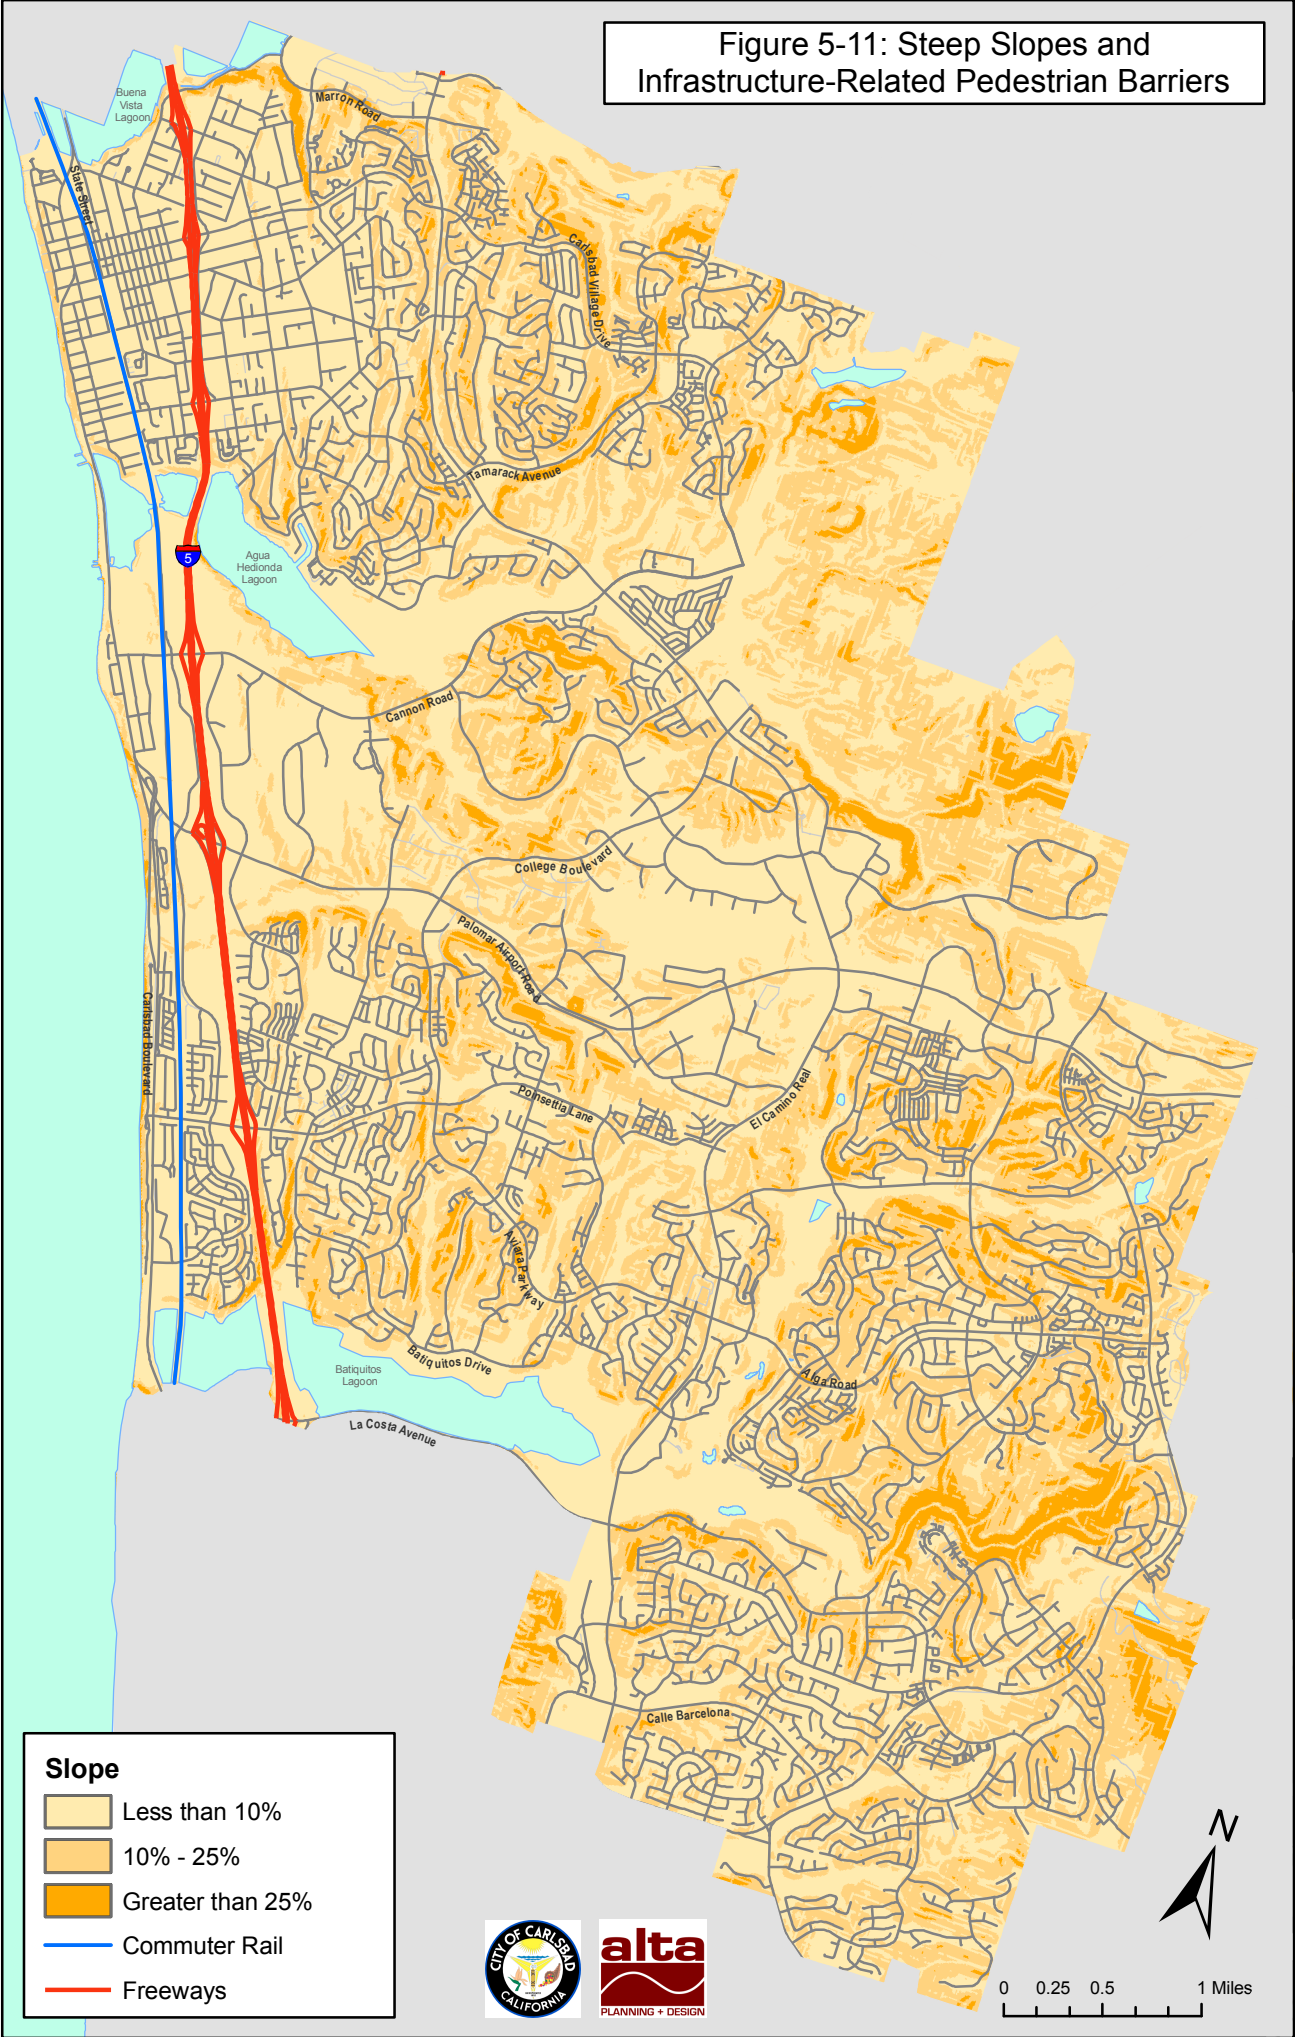 Figure 5-11: Steep Slopes and
Infrastructure-Related Pedestrian Barriers
Buena
Vista
Lagoon
Marron Road
State Street
Carlsbad Village Drive
Tamarack Avenue
5
Agua
Hedionda
Lagoon
Cannon Road
College Boulevard
Palomar Airport Road
Carlsbad Boulevard
El Camino Real
Poinsettia Lane
Aviara Parkway
Batiquitos Drive
Batiquitos
Lagoon
Alga Road
La Costa Avenue
Calle Barcelona
Slope
Less than 10%
10% - 25%
Greater than 25%
Commuter Rail
Freeways
CITY OF CARLSBAD
CALIFORNIA
alta
PLANNING + DESIGN
N
0 0.25 0.5 1 Miles